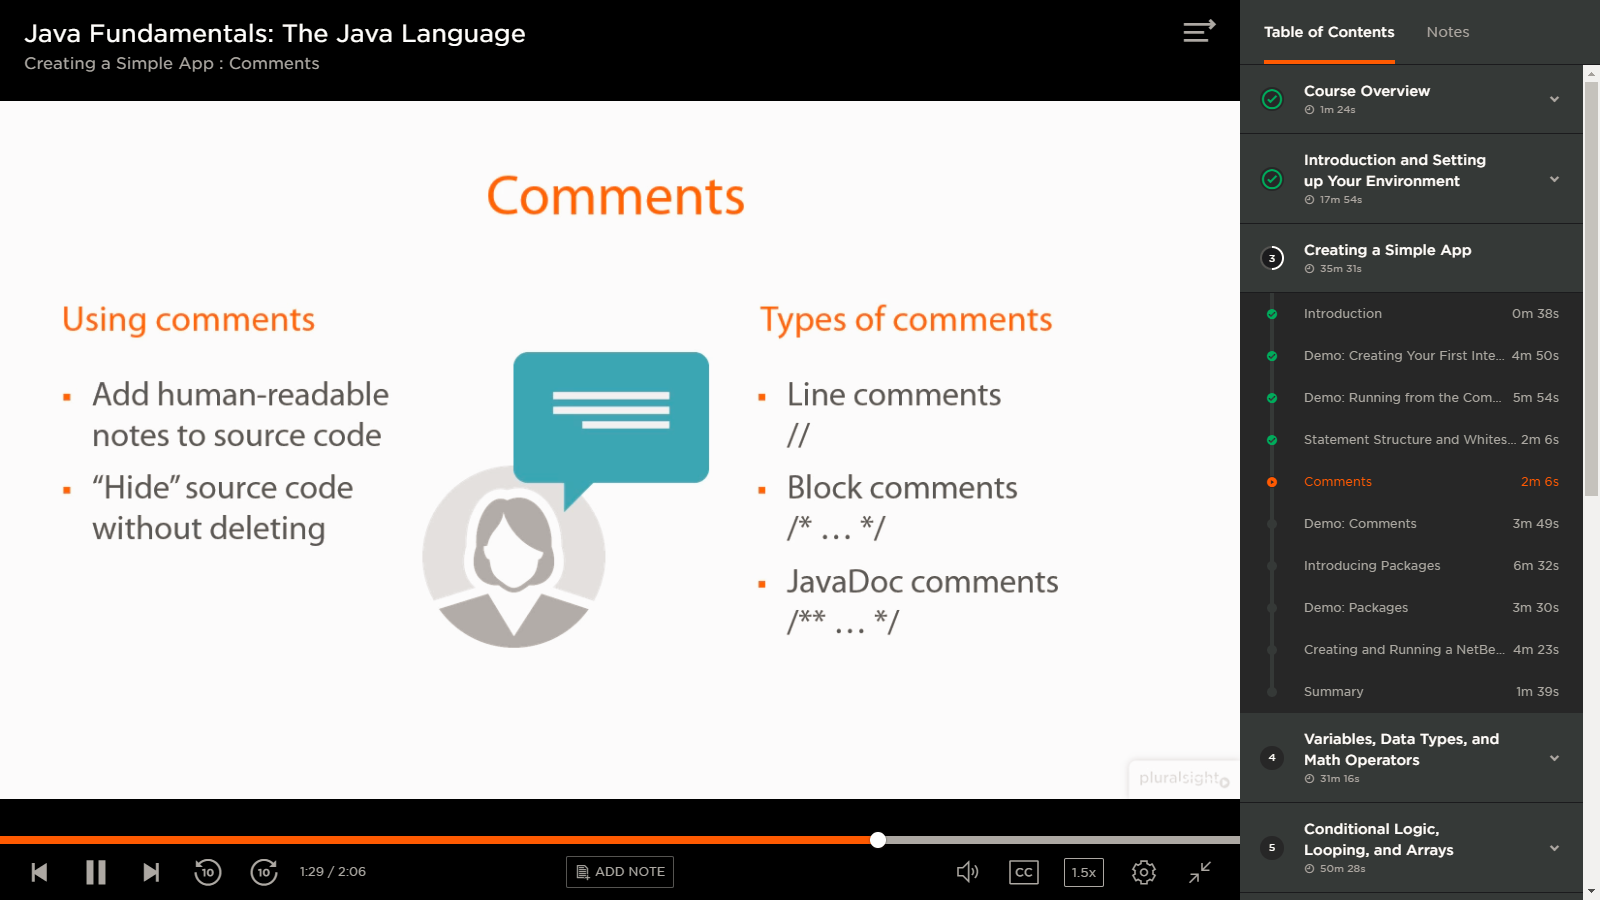 Java Fundamentals: The Java Language
Creating a Simple App : Comments
Comments
Using comments
▪ Add human-readable
notes to source code
▪ “Hide” source code
without deleting
Types of comments
▪ Line comments
//
▪ Block comments
/* … */
▪ JavaDoc comments
/** … */
pluralsight
10
10
1:29 / 2:06
ADD NOTE
CC
1.5x
Table of Contents
Notes
Course Overview
1m 24s
Introduction and Setting
up Your Environment
17m 54s
3
Creating a Simple App
35m 31s
Introduction 0m 38s
Demo: Creating Your First Inte... 4m 50s
Demo: Running from the Com... 5m 54s
Statement Structure and Whites... 2m 6s
Comments 2m 6s
Demo: Comments 3m 49s
Introducing Packages 6m 32s
Demo: Packages 3m 30s
Creating and Running a NetBe... 4m 23s
Summary 1m 39s
4
Variables, Data Types, and
Math Operators
31m 16s
5
Conditional Logic,
Looping, and Arrays
50m 28s